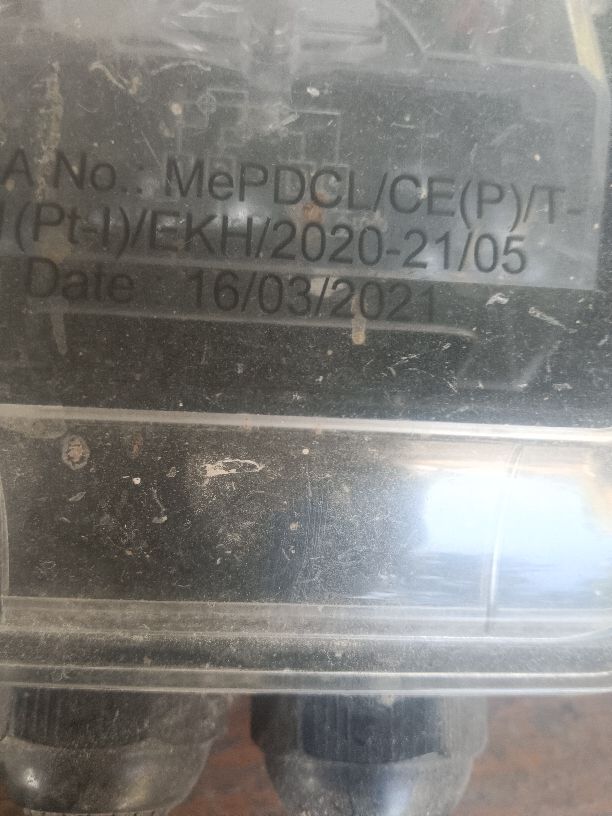 A No.: MePDCL/CE(P)/T-
(Pt-I)/EKH/2020-21/05
Date 16/03/2021